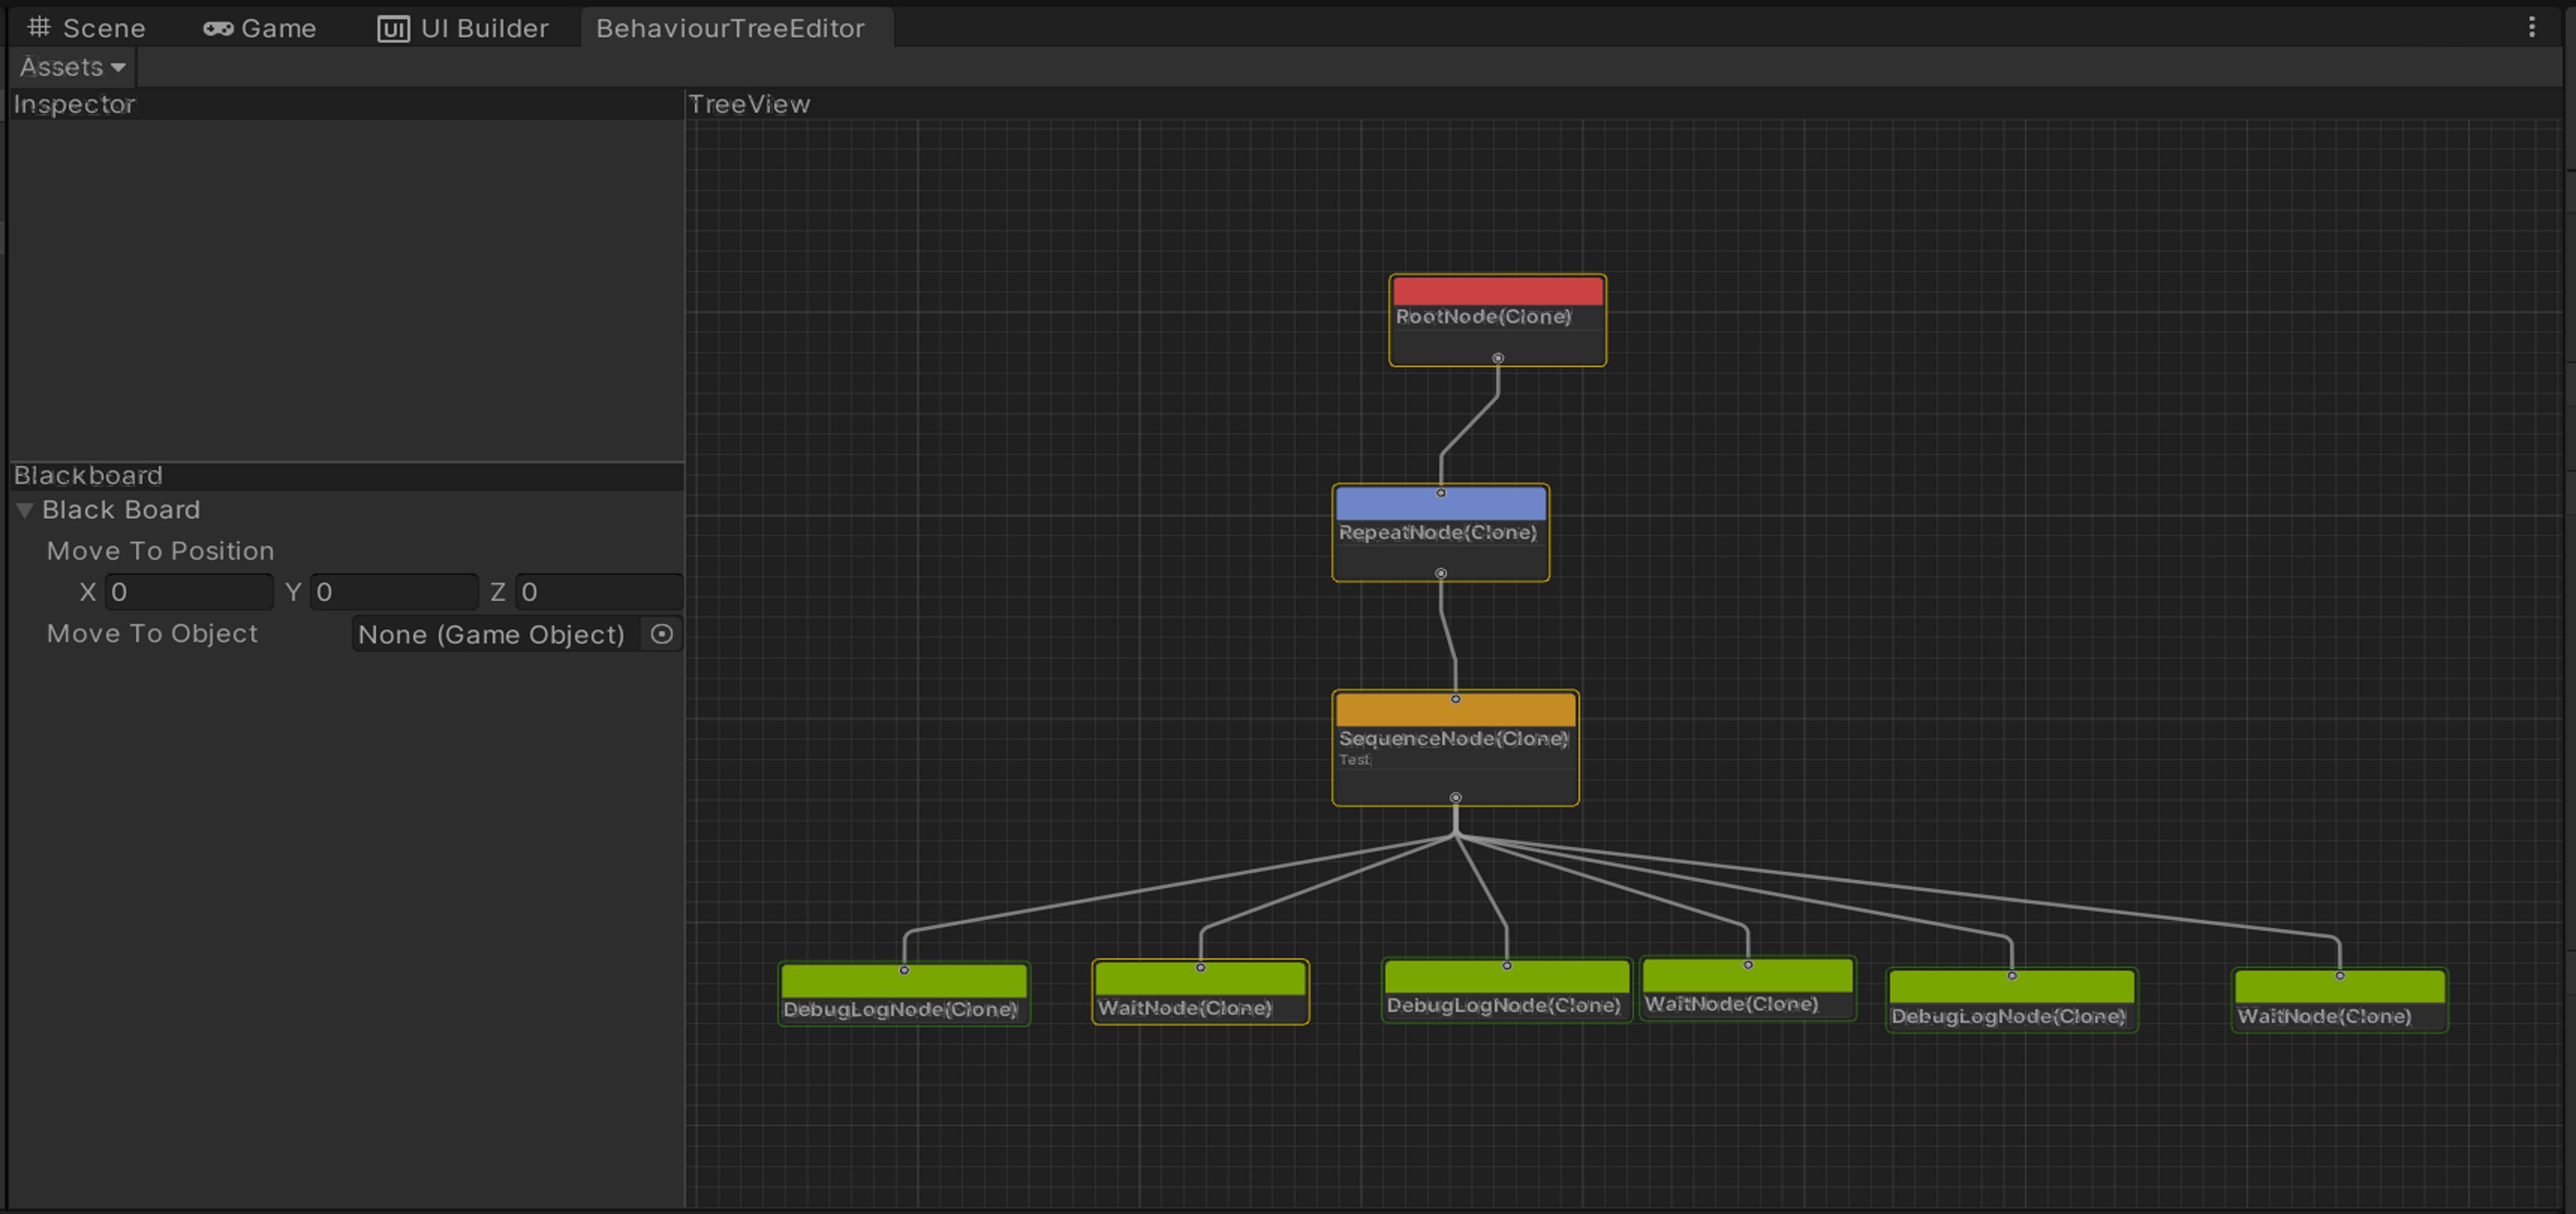 Scene Game UI UI Builder BehaviourTreeEditor
Assets
Inspector
TreeView
RootNode(Clone)
Blackboard
Black Board
Move To Position
X 0 Y 0 Z 0
Move To Object None (Game Object)
RepeatNode(Clone)
SequenceNode(Clone)
Test
DebugLogNode(Clone)
WaitNode(Clone)
DebugLogNode(Clone)
WaitNode(Clone)
DebugLogNode(Clone)
WaitNode(Clone)